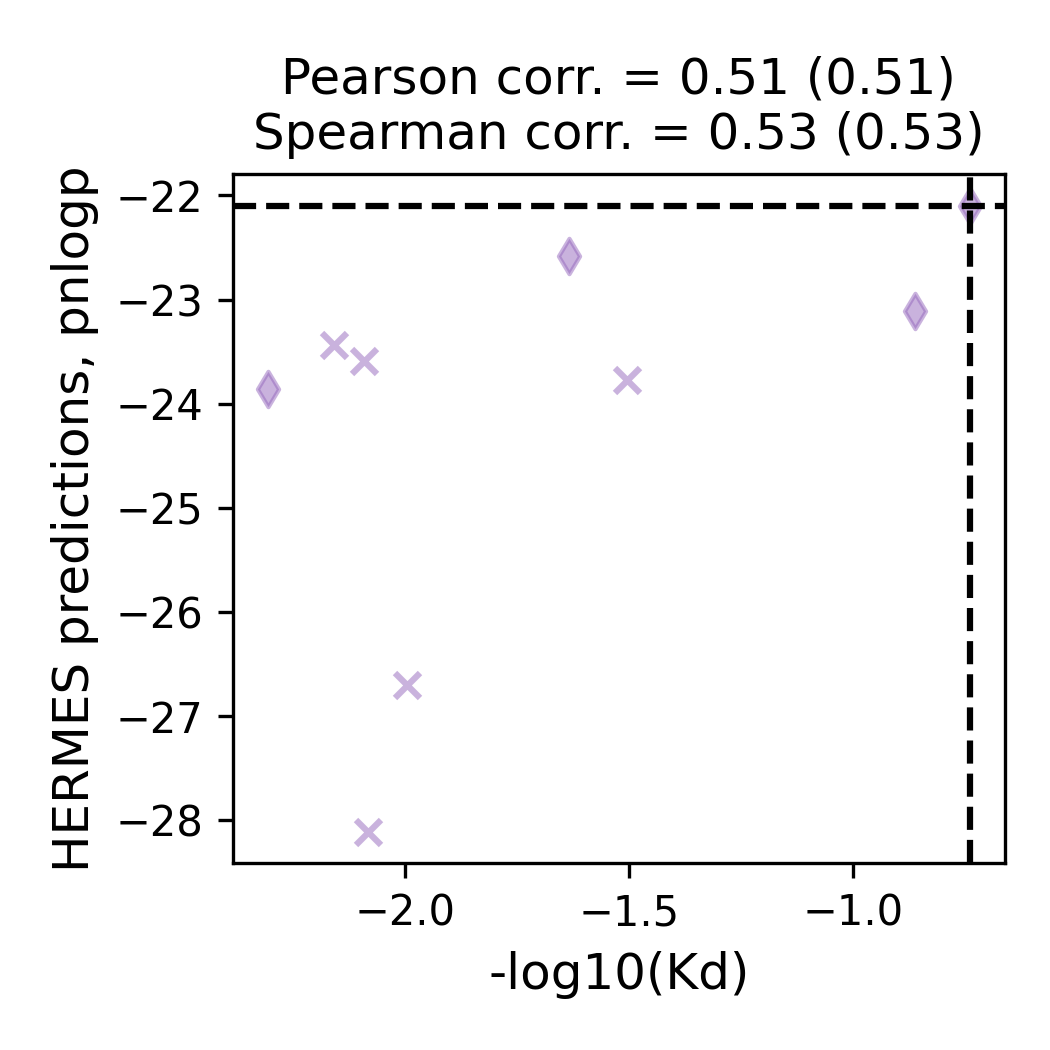 Pearson corr. = 0.51 (0.51)
Spearman corr. = 0.53 (0.53)
HERMES predictions, pnlogp
−22
−23
−24
−25
−26
−27
−28
−2.0
−1.5
−1.0
-log10(Kd)